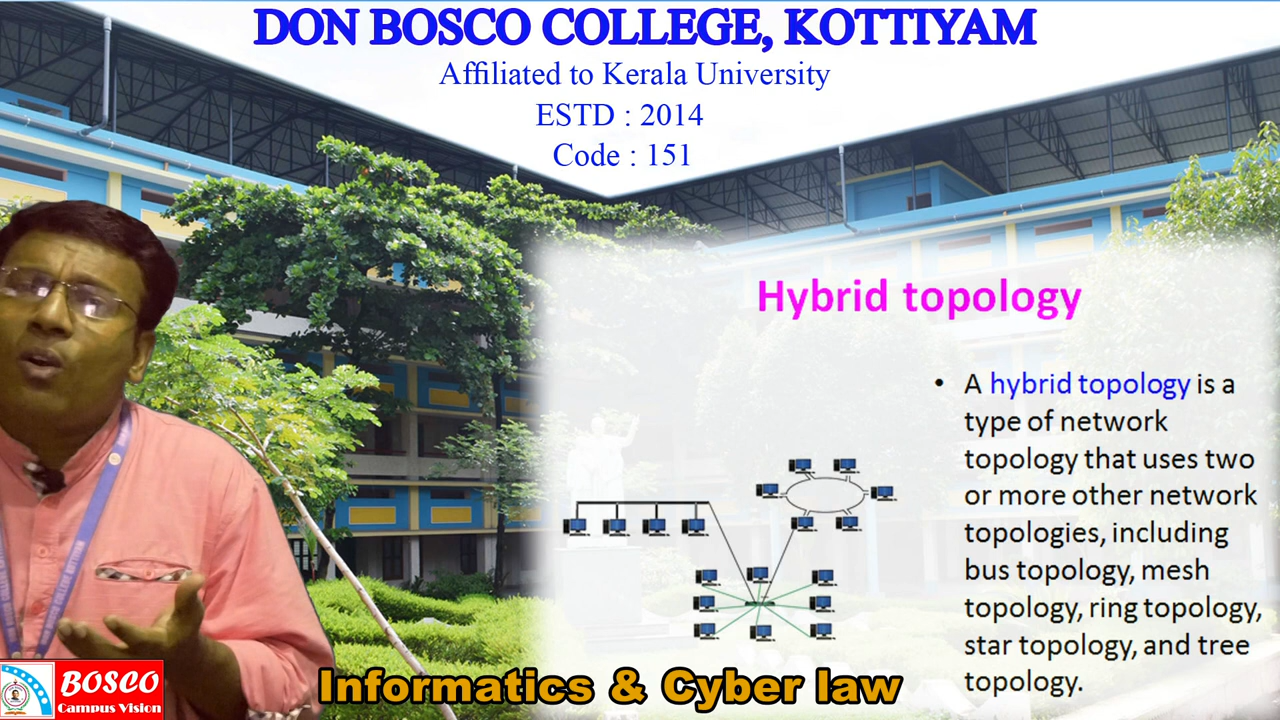 DON BOSCO COLLEGE, KOTTIYAM
Affiliated to Kerala University
ESTD : 2014
Code : 151
Hybrid topology
• A hybrid topology is a
type of network
topology that uses two
or more other network
topologies, including
bus topology, mesh
topology, ring topology,
star topology, and tree
topology.
BOSCO
Campus Vision
Informatics & Cyber law